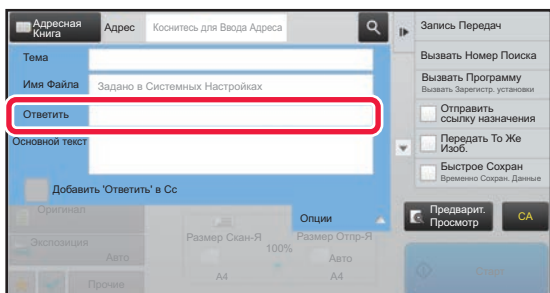 Адресная
Книга
Адрес
Коснитесь для Ввода Адреса
Тема
Имя Файла
Задано в Системных Настройках
Ответить
Основной текст
Добавить 'Ответить' в Cc
Опции
Оригинал
Экспозиция
Авто
Прочие
Размер Скан-Я
100%
Размер Отпр-Я
Авто
A4
A4
Запись Передач
Вызвать Номер Поиска
Вызвать Программу
Вызвать Зарегистр. установки
Отправить
ссылку назначения
Передать То Же
Изоб.
Быстрое Сохран
Временно Сохран. Данные
Предварит.
Просмотр
CA
Старт